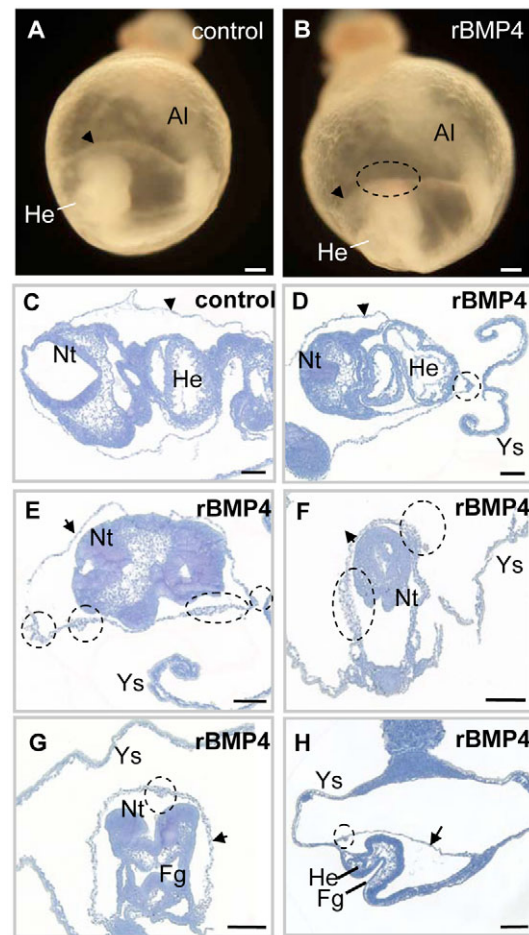 A control
Al
He
B rBMP4
Al
He
C control
Nt
He
D rBMP4
Nt
He
Ys
E rBMP4
Nt
Ys
F rBMP4
Nt
Ys
G rBMP4
Ys
Nt
Fg
H rBMP4
Ys
He
Fg